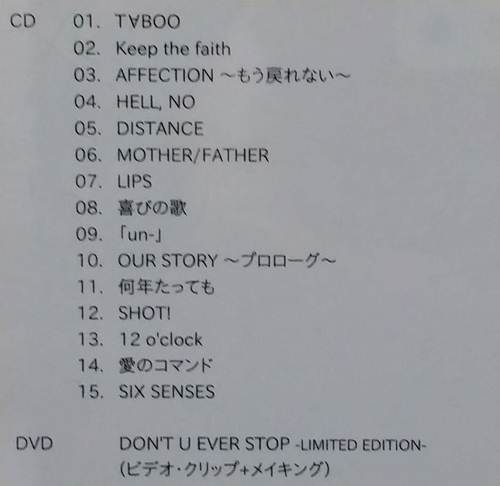 CD 01. T∀BOO
02. Keep the faith
03. AFFECTION ～もう戻れない～
04. HELL, NO
05. DISTANCE
06. MOTHER/FATHER
07. LIPS
08. 喜びの歌
09. 「un-」
10. OUR STORY ～プロローグ～
11. 何年たっても
12. SHOT!
13. 12 o'clock
14. 愛のコマンド
15. SIX SENSES
DVD DON'T U EVER STOP -LIMITED EDITION-
(ビデオ・クリップ+メイキング)